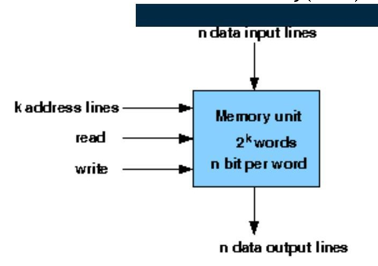 n data input lines
k address lines
read
write
Memory unit
2^k words
n bit per word
n data output lines